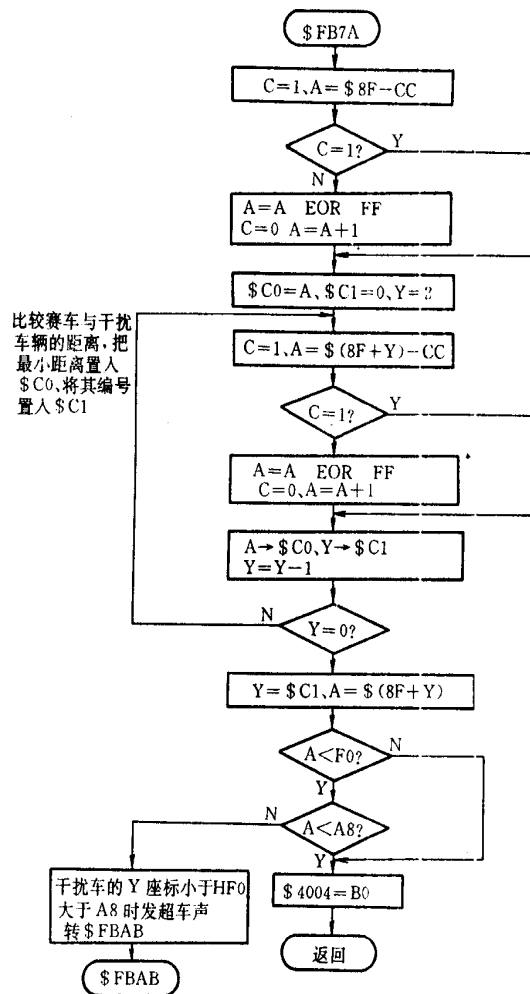 $FB7A
C=1、A=$8F-CC
C=1?
Y
N
A=A EOR FF
C=0 A=A+1
$C0=A、$C1=0、Y=2
比较赛车与干扰
车辆的距离,把
最小距离置入
$C0、将其编号
置入$C1
C=1、A=$(8F+Y)-CC
C=1?
Y
A=A EOR FF
C=0、A=A+1
A→$C0、Y→$C1
Y=Y-1
N
Y=0?
Y=$C1、A=$(8F+Y)
A<F0?
N
Y
N
A<A8?
Y
干扰车的Y座标小于HF0
大于A8时发超车声
转$FBAB
$4004=B0
$FBAB
返回